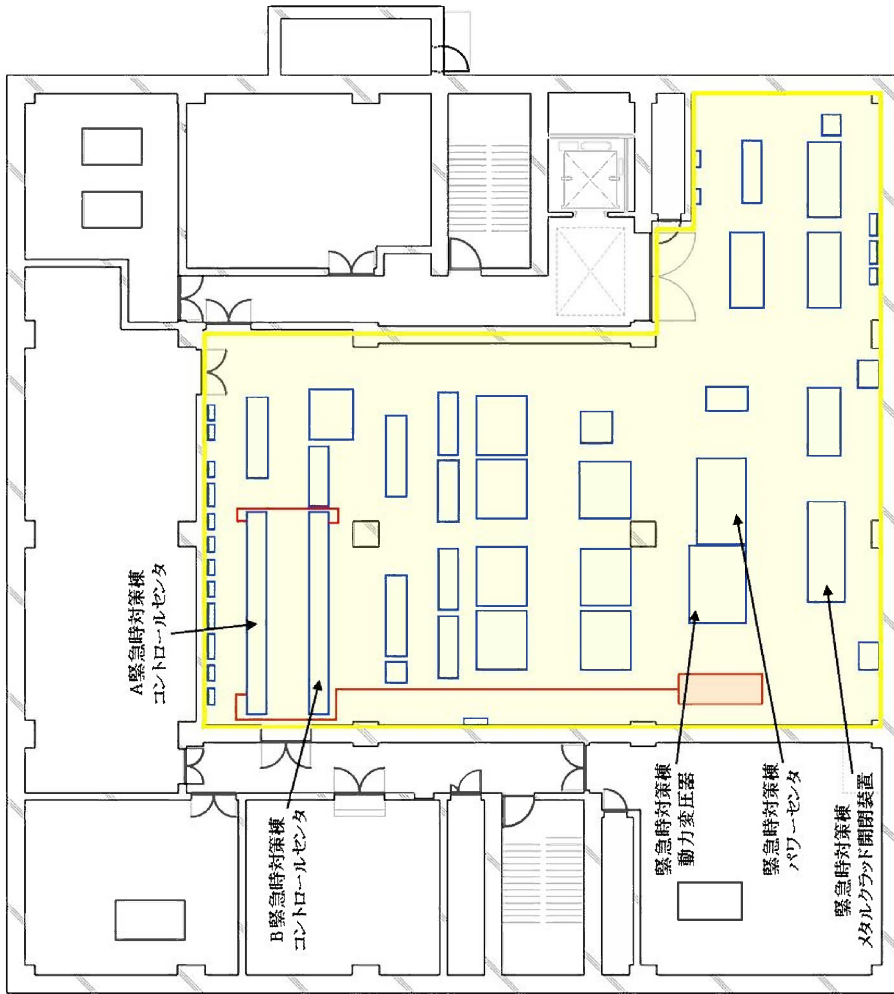 A緊急時対策棟
コントロールセンタ
B緊急時対策棟
コントロールセンタ
緊急時対策棟
動力変圧器
緊急時対策棟
パワーセンタ
緊急時対策棟
メタルクラッド開閉装置